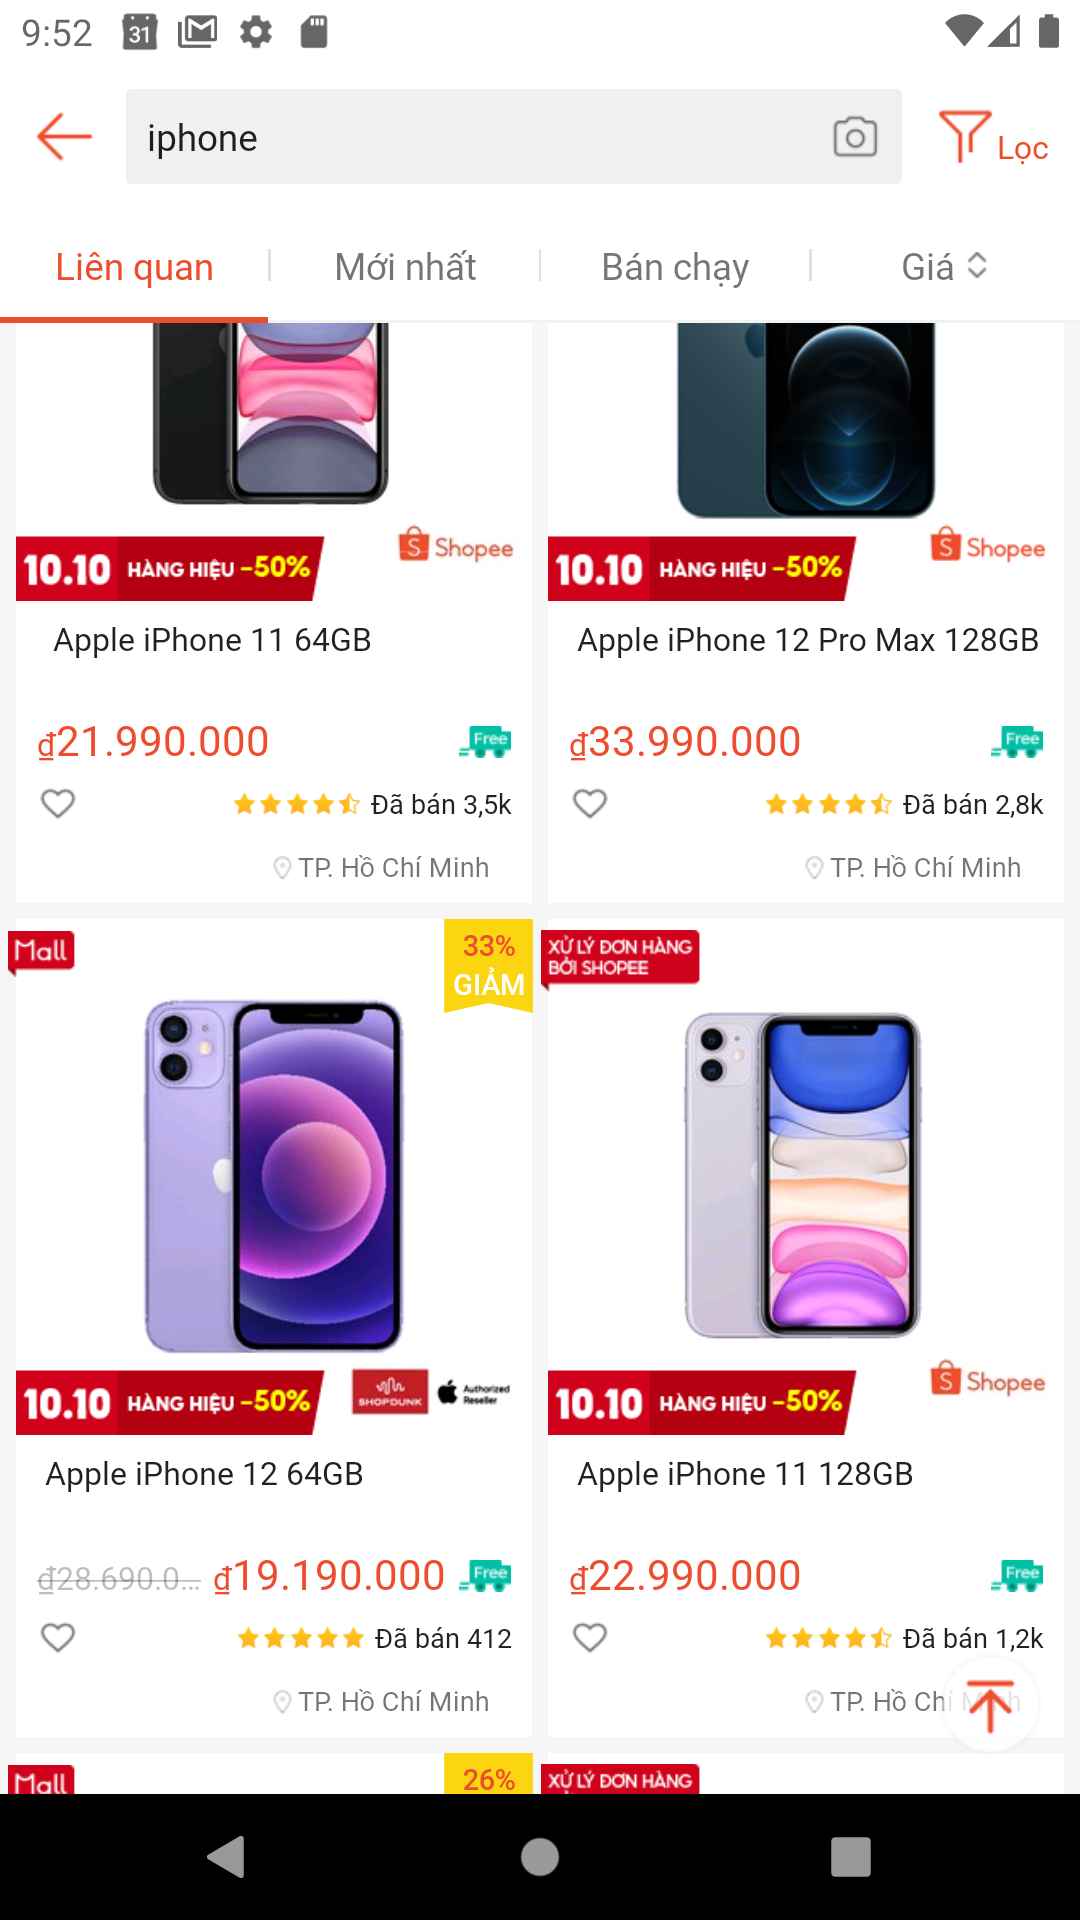 9:52
31
iphone
Lọc
Liên quan
Mới nhất
Bán chạy
Giá
10.10 HÀNG HIỆU -50%
Shopee
10.10 HÀNG HIỆU -50%
Shopee
Apple iPhone 11 64GB
Apple iPhone 12 Pro Max 128GB
₫21.990.000
Free
₫33.990.000
Free
Đã bán 3,5k
Đã bán 2,8k
TP. Hồ Chí Minh
TP. Hồ Chí Minh
Mall
33%
GIẢM
XỬ LÝ ĐƠN HÀNG
BỞI SHOPEE
10.10 HÀNG HIỆU -50%
SHOPDUNK
Authorized
Reseller
10.10 HÀNG HIỆU -50%
Shopee
Apple iPhone 12 64GB
Apple iPhone 11 128GB
₫28.690.0...
₫19.190.000
Free
₫22.990.000
Free
Đã bán 412
Đã bán 1,2k
TP. Hồ Chí Minh
TP. Hồ Chí Minh
Mall
26%
XỬ LÝ ĐƠN HÀNG